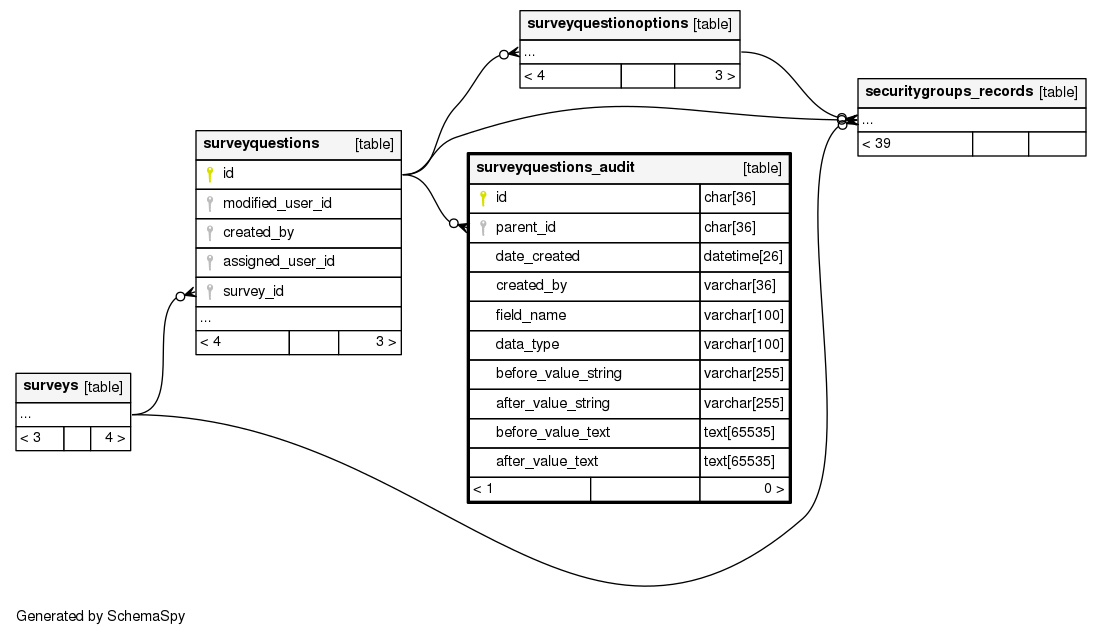 surveyquestionoptions [table]
...
< 4 3 >
securitygroups_records [table]
...
< 39
surveyquestions [table]
id
modified_user_id
created_by
assigned_user_id
survey_id
...
< 4 3 >
surveyquestions_audit [table]
id char[36]
parent_id char[36]
date_created datetime[26]
created_by varchar[36]
field_name varchar[100]
data_type varchar[100]
before_value_string varchar[255]
after_value_string varchar[255]
before_value_text text[65535]
after_value_text text[65535]
< 1 0 >
surveys [table]
...
< 3 4 >
Generated by SchemaSpy